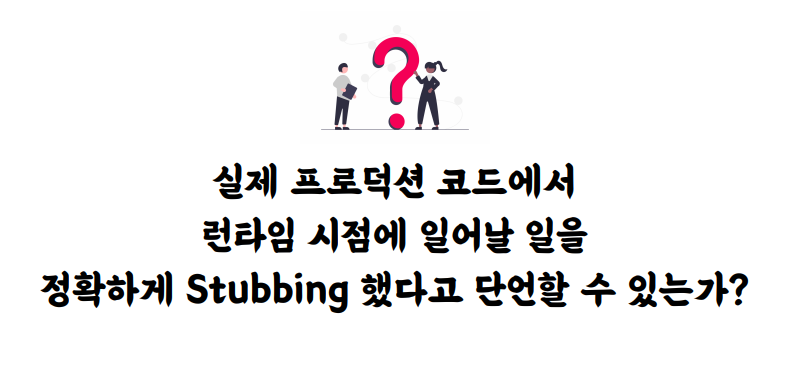 실제 프로덕션 코드에서
런타임 시점에 일어날 일을
정확하게 Stubbing 했다고 단언할 수 있는가?